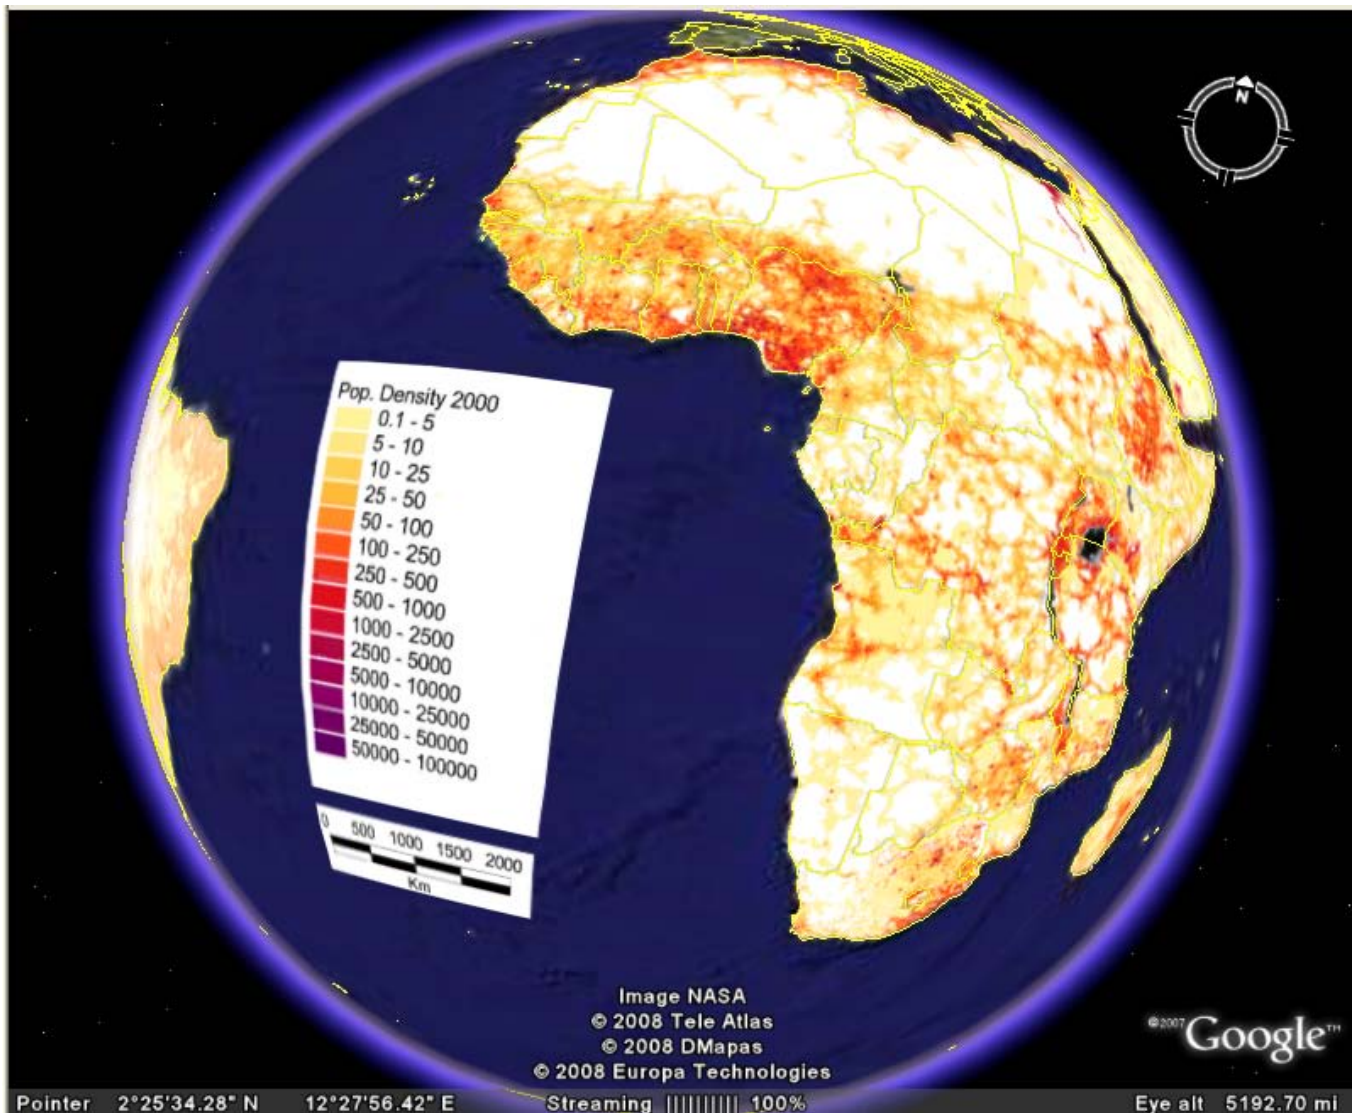 N
Pop. Density 2000
0.1 - 5
5 - 10
10 - 25
25 - 50
50 - 100
100 - 250
250 - 500
500 - 1000
1000 - 2500
2500 - 5000
5000 - 10000
10000 - 25000
25000 - 50000
50000 - 100000
0 500 1000 1500 2000
Km
Image NASA
© 2008 Tele Atlas
© 2008 DMapas
© 2008 Europa Technologies
©2007 Google™
Pointer 2°25'34.28" N 12°27'56.42" E Streaming ||||||||| 100% Eye alt 5192.70 mi